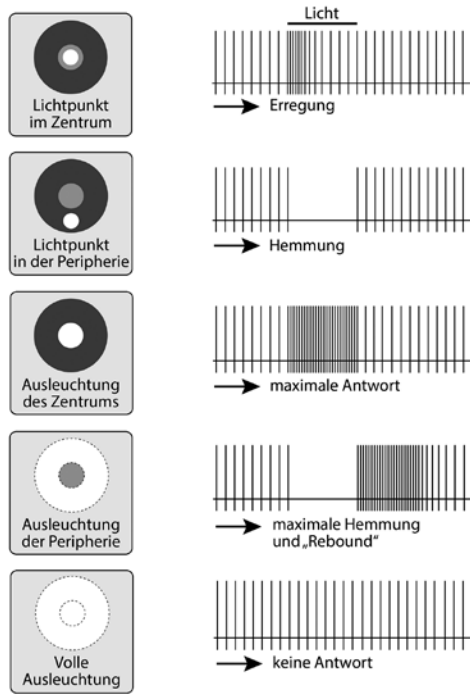 Licht
Lichtpunkt
im Zentrum
Erregung
Lichtpunkt
in der Peripherie
Hemmung
Ausleuchtung
des Zentrums
maximale Antwort
Ausleuchtung
der Peripherie
maximale Hemmung
und „Rebound“
Volle
Ausleuchtung
keine Antwort